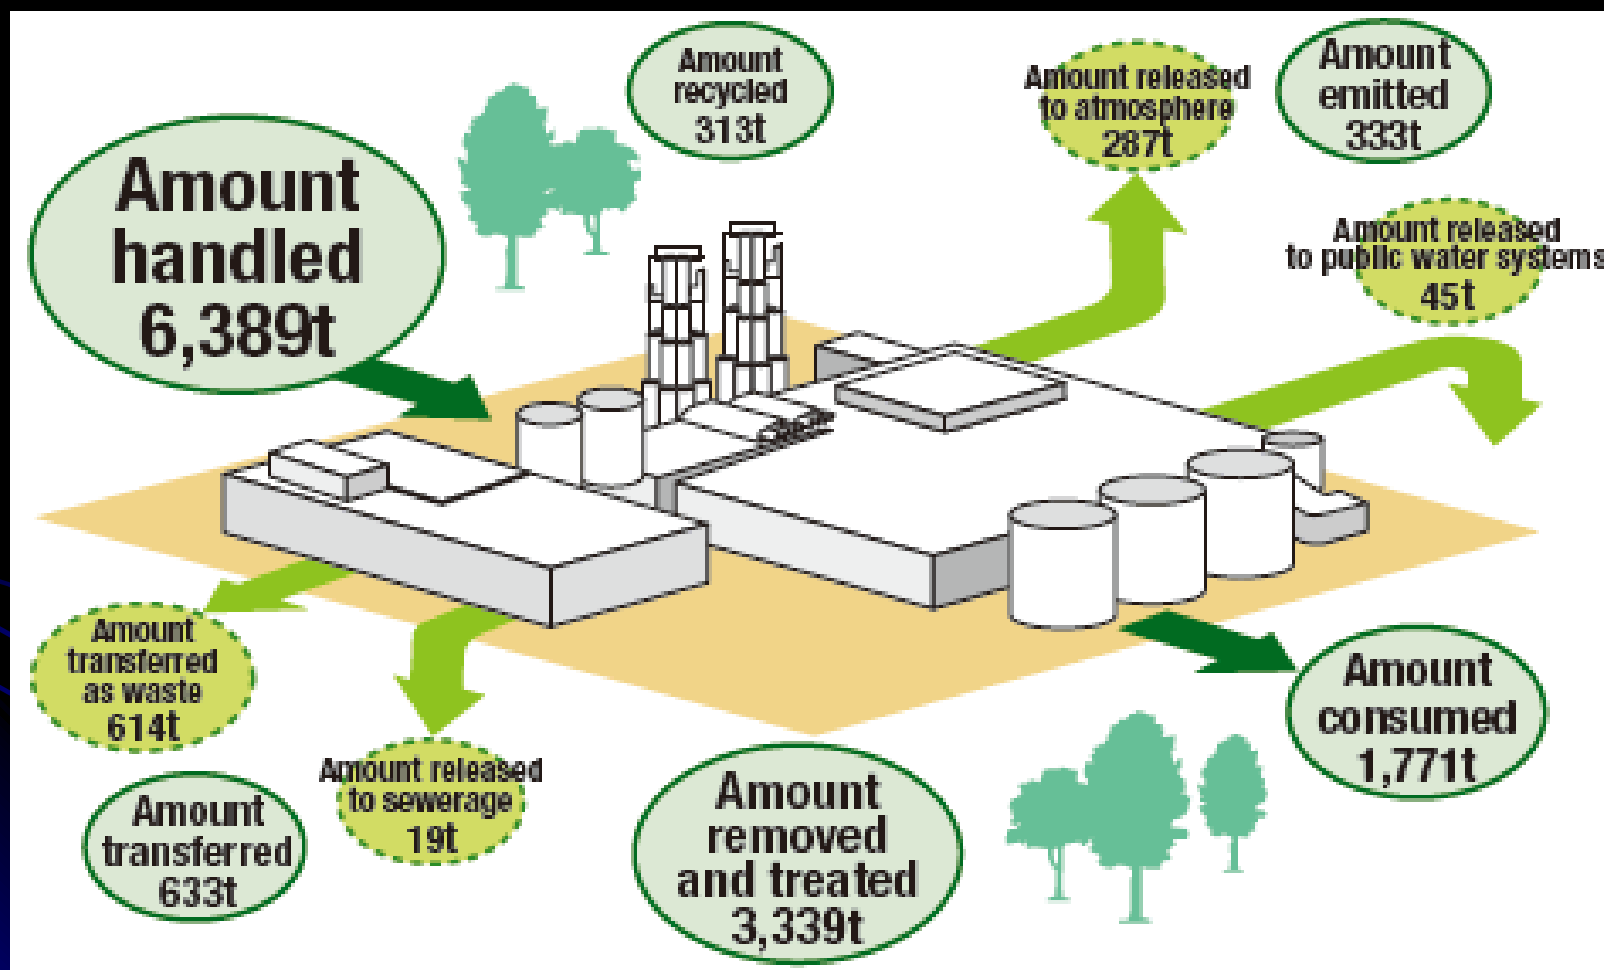 Amount
recycled
313t
Amount released
to atmosphere
287t
Amount
emitted
333t
Amount
handled
6,389t
Amount released
to public water systems
45t
Amount
transferred
as waste
614t
Amount
consumed
1,771t
Amount released
to sewerage
19t
Amount
transferred
633t
Amount
removed
and treated
3,339t